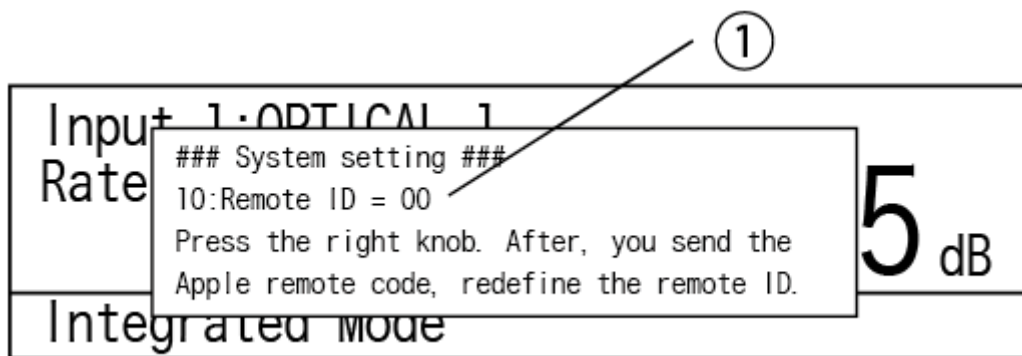 ①
Input 1:OPTICAL 1
Rate
### System setting ###
10:Remote ID = 00
Press the right knob. After, you send the
Apple remote code, redefine the remote ID.
5 dB
Integrated Mode